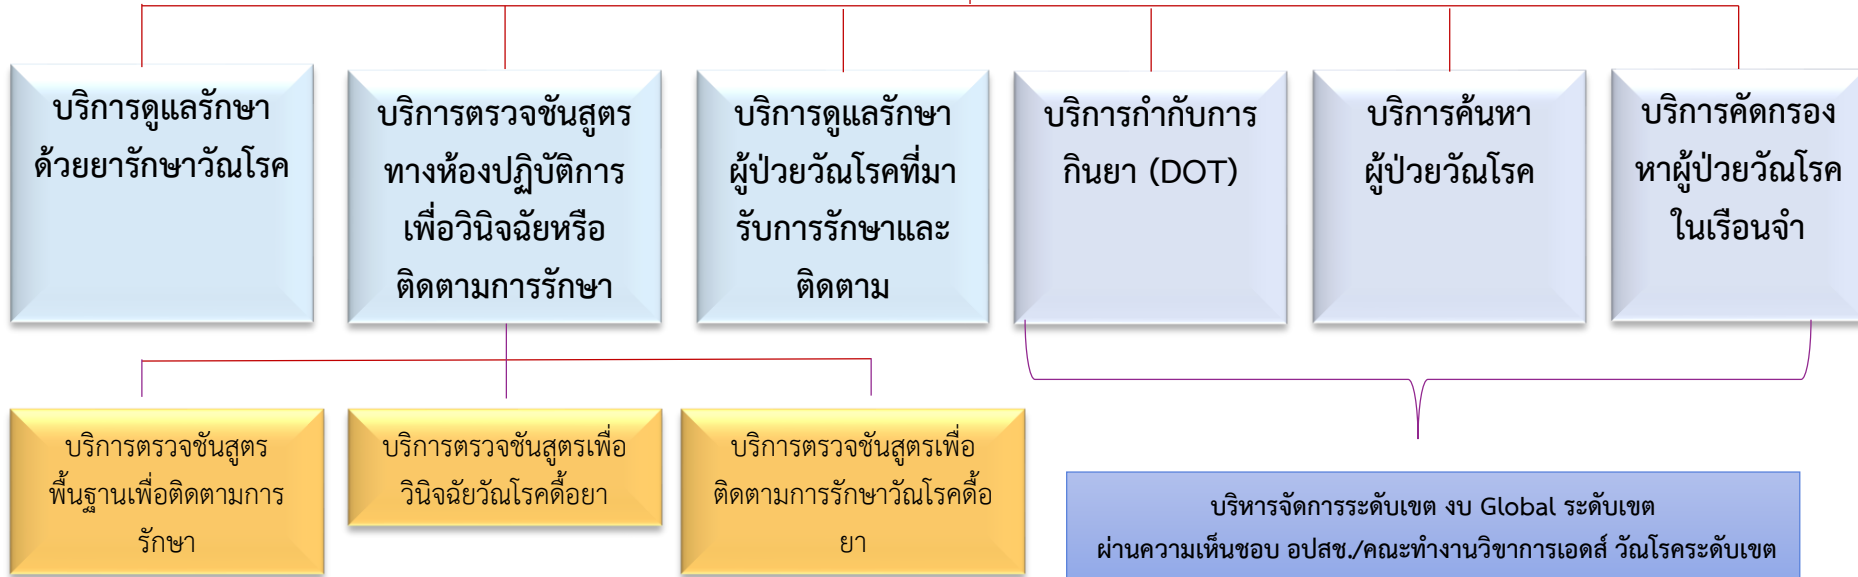 บริการดูแลรักษา
ด้วยยารักษาวัณโรค
บริการตรวจชันสูตร
ทางห้องปฏิบัติการ
เพื่อวินิจฉัยหรือ
ติดตามการรักษา
บริการดูแลรักษา
ผู้ป่วยวัณโรคที่มา
รับการรักษาและ
ติดตาม
บริการกำกับการ
กินยา (DOT)
บริการค้นหา
ผู้ป่วยวัณโรค
บริการคัดกรอง
หาผู้ป่วยวัณโรค
ในเรือนจำ
บริการตรวจชันสูตร
พื้นฐานเพื่อติดตามการ
รักษา
บริการตรวจชันสูตรเพื่อ
วินิจฉัยวัณโรคดื้อยา
บริการตรวจชันสูตรเพื่อ
ติดตามการรักษาวัณโรคดื้อ
ยา
บริหารจัดการระดับเขต งบ Global ระดับเขต
ผ่านความเห็นชอบ อปสช./คณะทำงานวิชาการเอดส์ วัณโรคระดับเขต